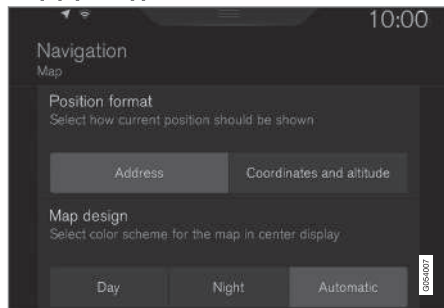 10:00
Navigation
Map
Position format
Select how current position should be shown
Address Coordinates and altitude
Map design
Select color scheme for the map in center display
Day Night Automatic
G054007